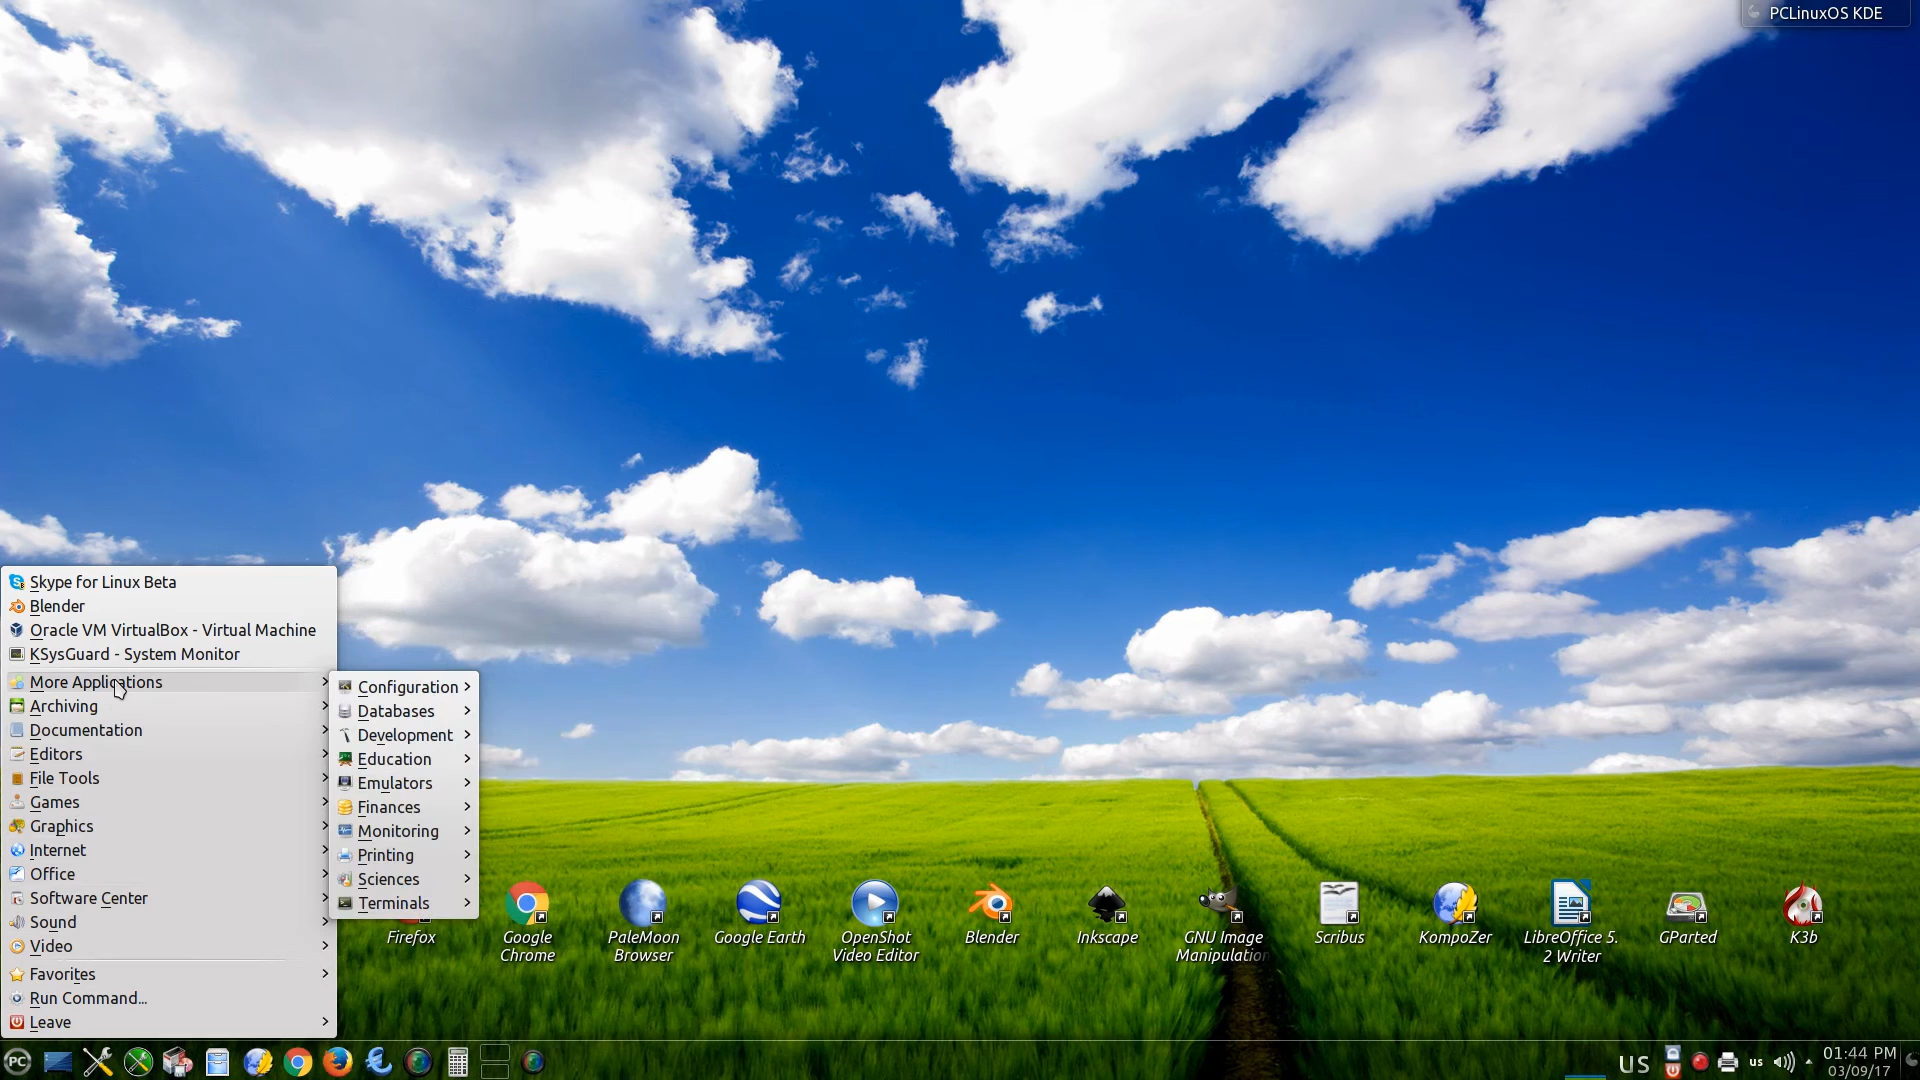 PCLinuxOS KDE
Skype for Linux Beta
Blender
Oracle VM VirtualBox - Virtual Machine
KSysGuard - System Monitor
More Applications
Archiving
Documentation
Editors
File Tools
Games
Graphics
Internet
Office
Software Center
Sound
Video
Favorites
Run Command...
Leave
Configuration
Databases
Development
Education
Emulators
Finances
Monitoring
Printing
Sciences
Terminals
Firefox
Google
Chrome
PaleMoon
Browser
Google Earth
OpenShot
Video Editor
Blender
Inkscape
GNU Image
Manipulation
Scribus
KompoZer
LibreOffice 5.
2 Writer
GParted
K3b
PC
US
us
01:44 PM
03/09/17